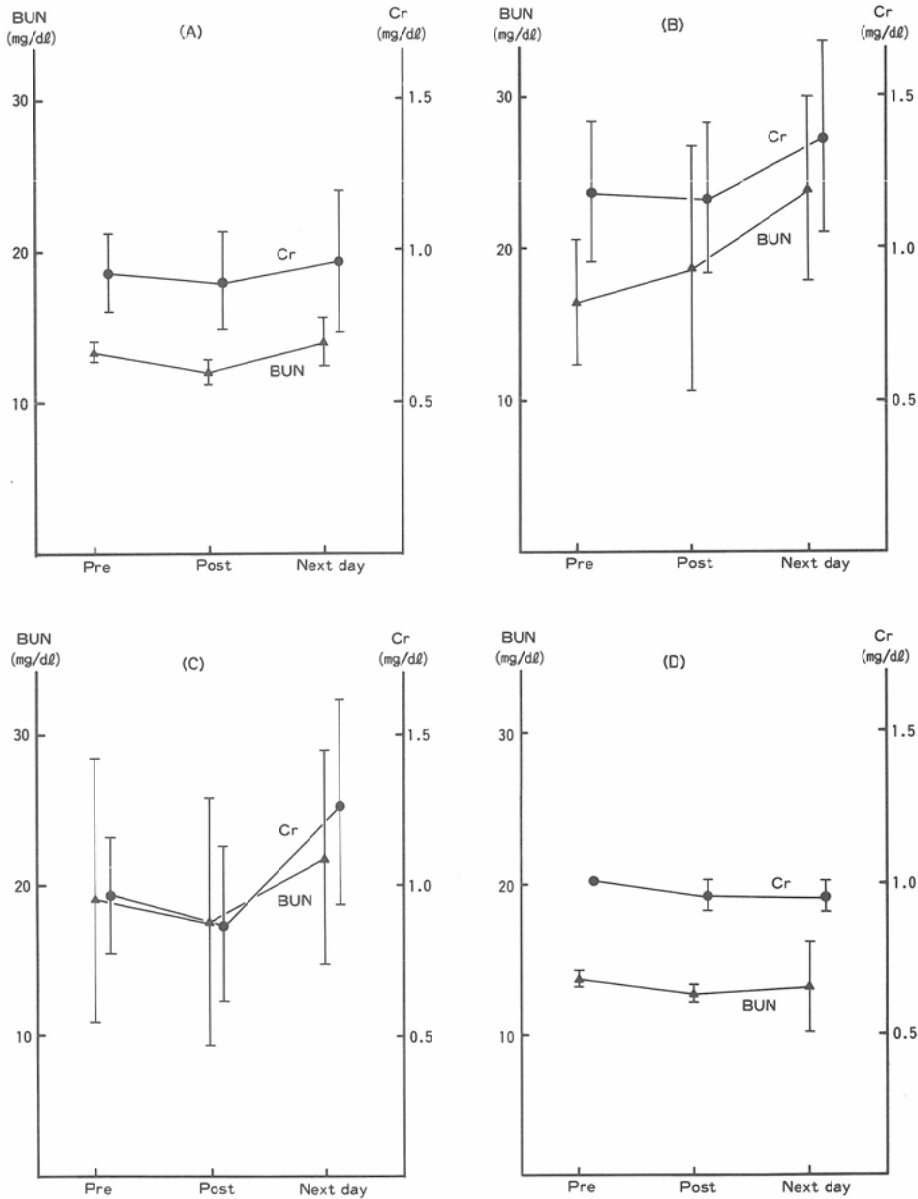 BUN
(mg/dℓ)
(A)
Cr
(mg/dℓ)
30
20
10
1.5
1.0
0.5
Cr
BUN
Pre
Post
Next day
BUN
(mg/dℓ)
(B)
Cr
(mg/dℓ)
30
20
10
1.5
1.0
0.5
Cr
BUN
Pre
Post
Next day
BUN
(mg/dℓ)
(C)
Cr
(mg/dℓ)
30
20
10
1.5
1.0
0.5
Cr
BUN
Pre
Post
Next day
BUN
(mg/dℓ)
(D)
Cr
(mg/dℓ)
30
20
10
1.5
1.0
0.5
Cr
BUN
Pre
Post
Next day